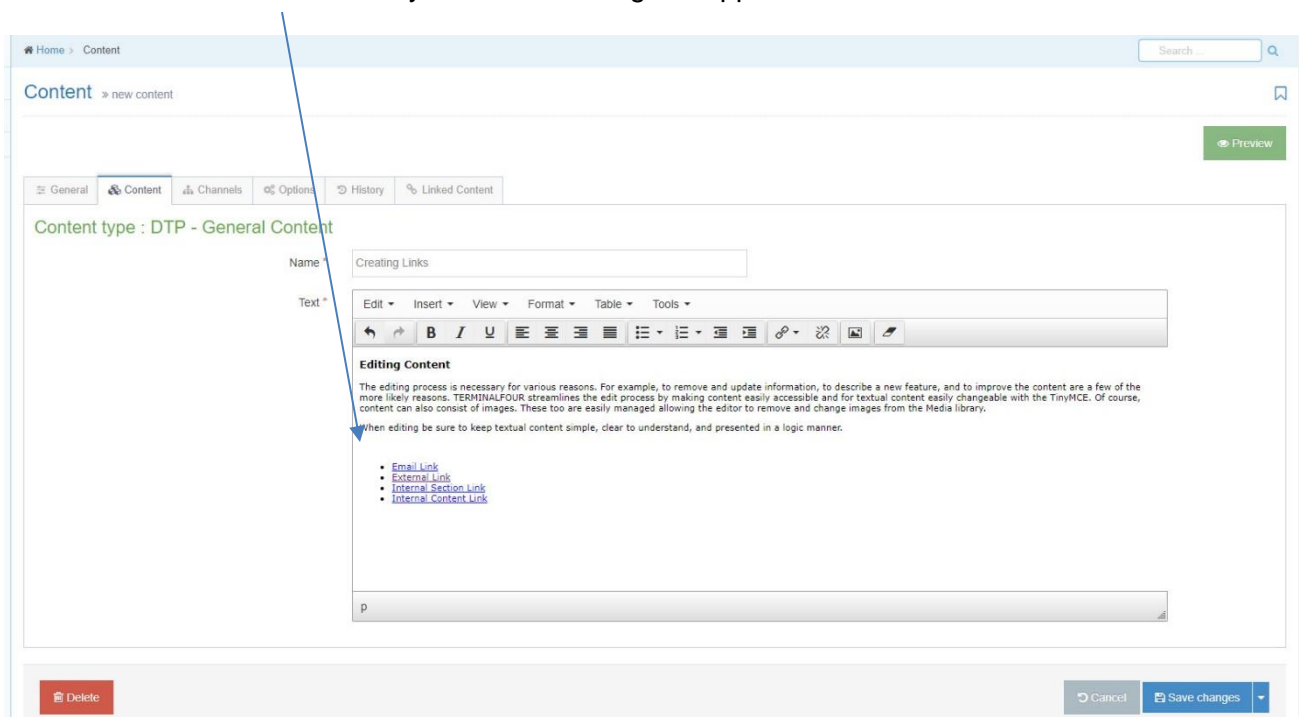 Home > Content
Search ...
Content » new content
Preview
General Content Channels Options History Linked Content
Content type : DTP - General Content
Name *
Creating Links
Text *
Edit Insert View Format Table Tools
B I U
Editing Content
The editing process is necessary for various reasons. For example, to remove and update information, to describe a new feature, and to improve the content are a few of the
more likely reasons. TERMINALFOUR streamlines the edit process by making content easily accessible and for textual content easily changeable with the TinyMCE. Of course,
content can also consist of images. These too are easily managed allowing the editor to remove and change images from the Media library.
When editing be sure to keep textual content simple, clear to understand, and presented in a logic manner.
• Email Link
• External Link
• Internal Section Link
• Internal Content Link
p
Delete
Cancel Save changes